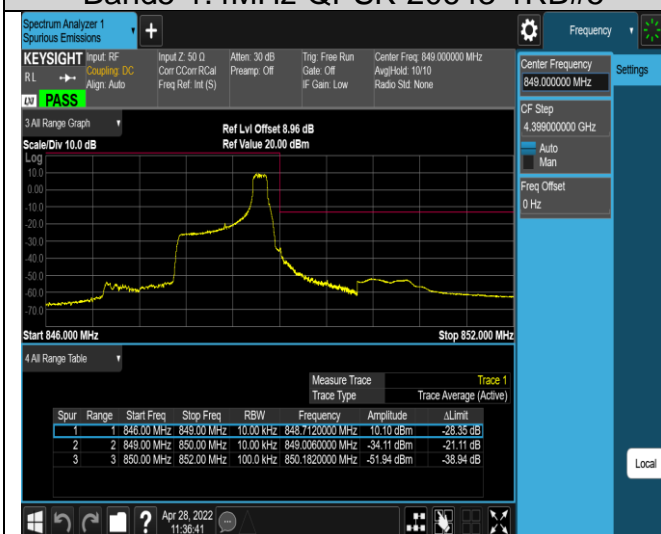 Spectrum Analyzer 1
Spurious Emissions
+
Frequency
KEYSIGHT Input: RF
RL
Coupling: DC
Align: Auto
Input Z: 50 Ω
Corr CCorr RCal
Freq Ref: Int (S)
Atten: 30 dB
Preamp: Off
Trig: Free Run
Gate: Off
IF Gain: Low
Center Freq: 849.000000 MHz
Avg|Hold: 10/10
Radio Std: None
LXI PASS
Center Frequency
849.000000 MHz
Settings
CF Step
4.399000000 GHz
Auto
Man
Freq Offset
0 Hz
3 All Range Graph
Scale/Div 10.0 dB
Ref Lvl Offset 8.96 dB
Ref Value 20.00 dBm
Log
10.0
0.00
-10.0
-20.0
-30.0
-40.0
-50.0
-60.0
-70.0
Start 846.000 MHz
Stop 852.000 MHz
4 All Range Table
Measure Trace Trace 1
Trace Type Trace Average (Active)
Spur Range Start Freq Stop Freq RBW Frequency Amplitude ΔLimit
1 1 846.00 MHz 849.00 MHz 10.00 kHz 848.7120000 MHz 10.10 dBm -28.35 dB
2 2 849.00 MHz 850.00 MHz 10.00 kHz 849.0060000 MHz -34.11 dBm -21.11 dB
3 3 850.00 MHz 852.00 MHz 100.0 kHz 850.1820000 MHz -51.94 dBm -38.94 dB
Local
?
Apr 28, 2022
11:36:41